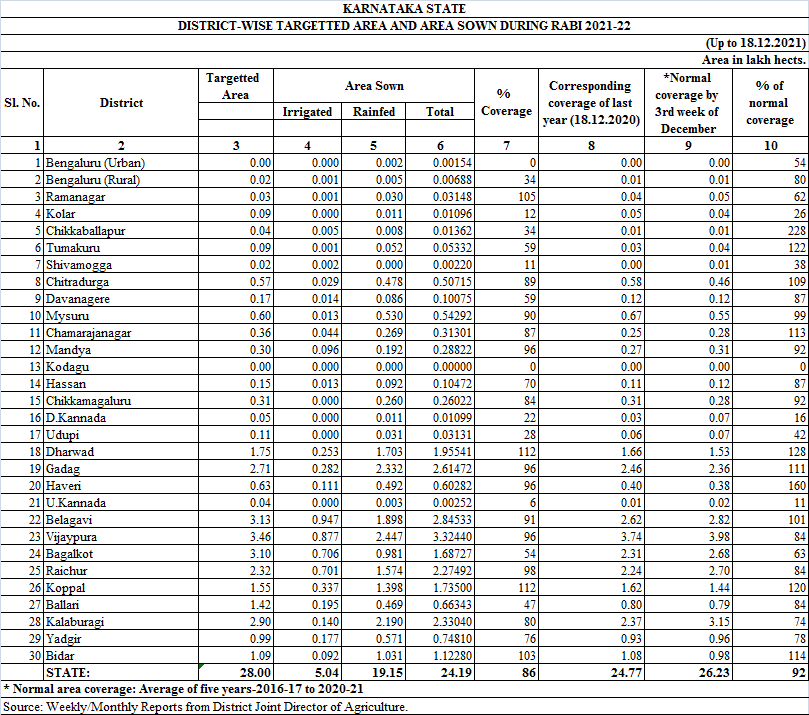 KARNATAKA STATE
DISTRICT-WISE TARGETTED AREA AND AREA SOWN DURING RABI 2021-22
(Up to 18.12.2021)
Area in lakh hects.
Sl. No. District Targetted Area Area Sown % Coverage Corresponding coverage of last year (18.12.2020) *Normal coverage by 3rd week of December % of normal coverage
Irrigated Rainfed Total
1 2 3 4 5 6 7 8 9 10
1 Bengaluru (Urban) 0.00 0.000 0.002 0.00154 0 0.00 0.00 54
2 Bengaluru (Rural) 0.02 0.001 0.005 0.00688 34 0.01 0.01 80
3 Ramanagar 0.03 0.001 0.030 0.03148 105 0.04 0.05 62
4 Kolar 0.09 0.000 0.011 0.01096 12 0.05 0.04 26
5 Chikkaballapur 0.04 0.005 0.008 0.01362 34 0.01 0.01 228
6 Tumakuru 0.09 0.001 0.052 0.05332 59 0.03 0.04 122
7 Shivamogga 0.02 0.002 0.000 0.00220 11 0.00 0.01 38
8 Chitradurga 0.57 0.029 0.478 0.50715 89 0.58 0.46 109
9 Davanagere 0.17 0.014 0.086 0.10075 59 0.12 0.12 87
10 Mysuru 0.60 0.013 0.530 0.54292 90 0.67 0.55 99
11 Chamarajanagar 0.36 0.044 0.269 0.31301 87 0.25 0.28 113
12 Mandya 0.30 0.096 0.192 0.28822 96 0.27 0.31 92
13 Kodagu 0.00 0.000 0.000 0.00000 0 0.00 0.00 0
14 Hassan 0.15 0.013 0.092 0.10472 70 0.11 0.12 87
15 Chikkamagaluru 0.31 0.000 0.260 0.26022 84 0.31 0.28 92
16 D.Kannada 0.05 0.000 0.011 0.01099 22 0.03 0.07 16
17 Udupi 0.11 0.000 0.031 0.03131 28 0.06 0.07 42
18 Dharwad 1.75 0.253 1.703 1.95541 112 1.66 1.53 128
19 Gadag 2.71 0.282 2.332 2.61472 96 2.46 2.36 111
20 Haveri 0.63 0.111 0.492 0.60282 96 0.40 0.38 160
21 U.Kannada 0.04 0.000 0.003 0.00252 6 0.01 0.02 11
22 Belagavi 3.13 0.947 1.898 2.84533 91 2.62 2.82 101
23 Vijaypura 3.46 0.877 2.447 3.32440 96 3.74 3.98 84
24 Bagalkot 3.10 0.706 0.981 1.68727 54 2.31 2.68 63
25 Raichur 2.32 0.701 1.574 2.27492 98 2.24 2.70 84
26 Koppal 1.55 0.337 1.398 1.73500 112 1.62 1.44 120
27 Ballari 1.42 0.195 0.469 0.66343 47 0.80 0.79 84
28 Kalaburagi 2.90 0.140 2.190 2.33040 80 2.37 3.15 74
29 Yadgir 0.99 0.177 0.571 0.74810 76 0.93 0.96 78
30 Bidar 1.09 0.092 1.031 1.12280 103 1.08 0.98 114
STATE: 28.00 5.04 19.15 24.19 86 24.77 26.23 92
* Normal area coverage: Average of five years-2016-17 to 2020-21
Source: Weekly/Monthly Reports from District Joint Director of Agriculture.